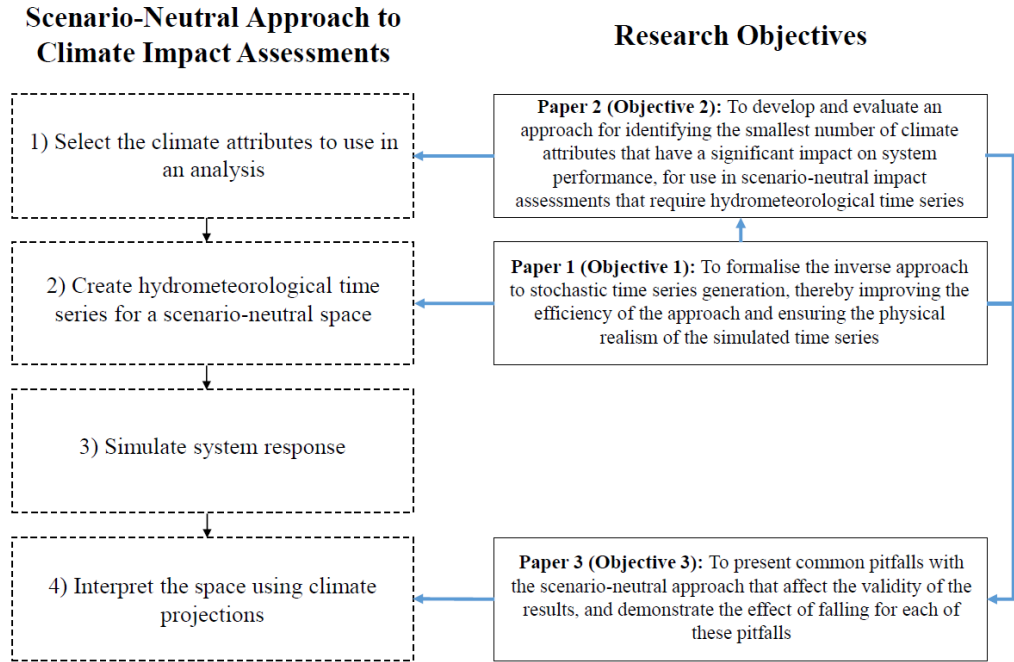 Scenario-Neutral Approach to
Climate Impact Assessments
1) Select the climate attributes to use in
an analysis
2) Create hydrometeorological time
series for a scenario-neutral space
3) Simulate system response
4) Interpret the space using climate
projections
Research Objectives
Paper 2 (Objective 2): To develop and evaluate an
approach for identifying the smallest number of climate
attributes that have a significant impact on system
performance, for use in scenario-neutral impact
assessments that require hydrometeorological time series
Paper 1 (Objective 1): To formalise the inverse approach
to stochastic time series generation, thereby improving the
efficiency of the approach and ensuring the physical
realism of the simulated time series
Paper 3 (Objective 3): To present common pitfalls with
the scenario-neutral approach that affect the validity of the
results, and demonstrate the effect of falling for each of
these pitfalls